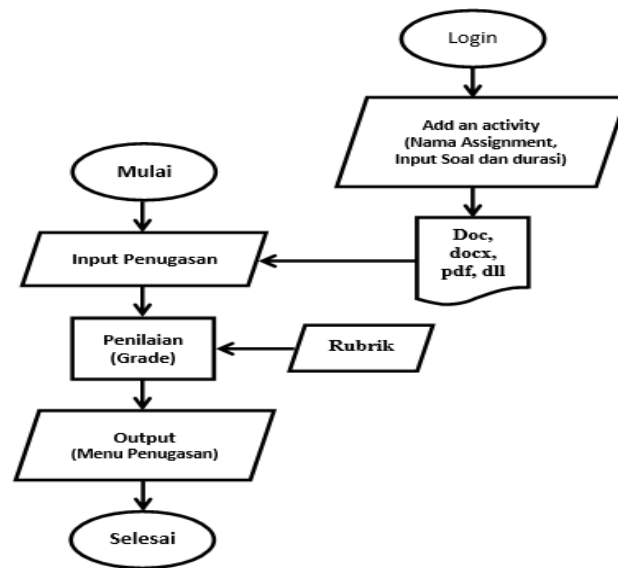 Login
Add an activity
(Nama Assignment,
Input Soal dan durasi)
Doc,
docx,
pdf, dll
Mulai
Input Penugasan
Penilaian
(Grade)
Rubrik
Output
(Menu Penugasan)
Selesai